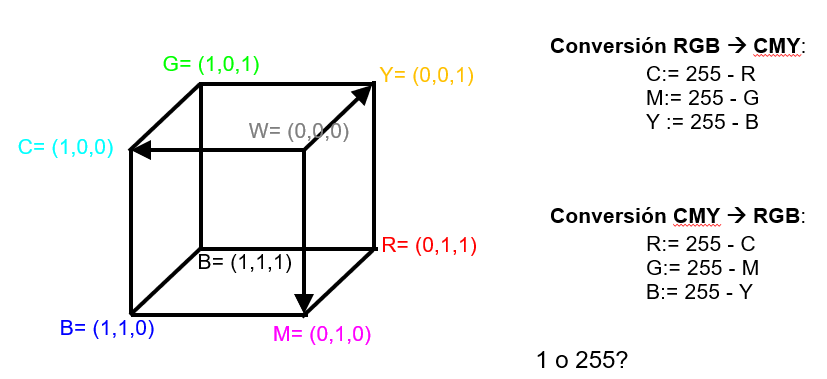 G= (1,0,1)
Y= (0,0,1)
W= (0,0,0)
C= (1,0,0)
R= (0,1,1)
B= (1,1,1)
B= (1,1,0)
M= (0,1,0)
Conversión RGB → CMY:
C:= 255 - R
M:= 255 - G
Y := 255 - B
Conversión CMY → RGB:
R:= 255 - C
G:= 255 - M
B:= 255 - Y
1 o 255?